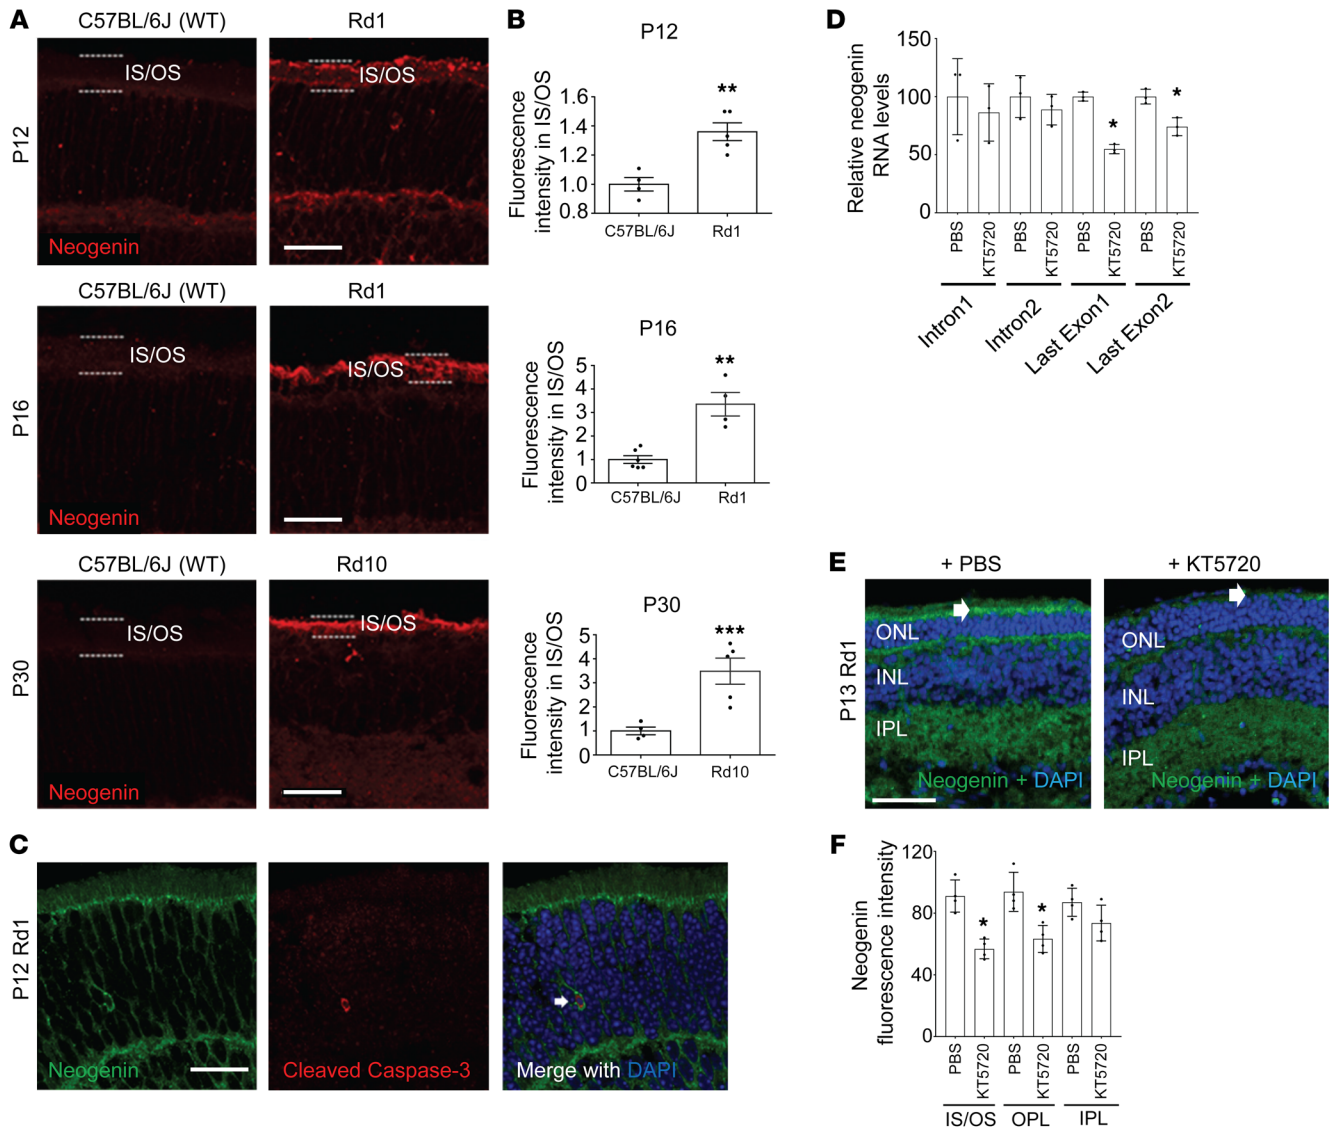 A
C57BL/6J (WT)
Rd1
IS/OS
IS/OS
P12
Neogenin
C57BL/6J (WT)
Rd1
IS/OS
IS/OS
P16
Neogenin
C57BL/6J (WT)
Rd10
IS/OS
IS/OS
P30
Neogenin
B
P12
Fluorescence
intensity in IS/OS
1.6
1.4
1.2
1.0
0.8
**
C57BL/6J
Rd1
P16
Fluorescence
intensity in IS/OS
5
4
3
2
1
0
**
C57BL/6J
Rd1
P30
Fluorescence
intensity in IS/OS
5
4
3
2
1
0
***
C57BL/6J
Rd10
C
P12 Rd1
Neogenin
Cleaved Caspase-3
Merge with DAPI
D
Relative neogenin
RNA levels
150
100
50
0
*
*
PBS
KT5720
PBS
KT5720
PBS
KT5720
PBS
KT5720
Intron1
Intron2
Last Exon1
Last Exon2
E
+ PBS
+ KT5720
P13 Rd1
ONL
INL
IPL
Neogenin + DAPI
ONL
INL
IPL
Neogenin + DAPI
F
Neogenin
fluorescence intensity
120
80
40
0
*
*
PBS
KT5720
PBS
KT5720
PBS
KT5720
IS/OS
OPL
IPL